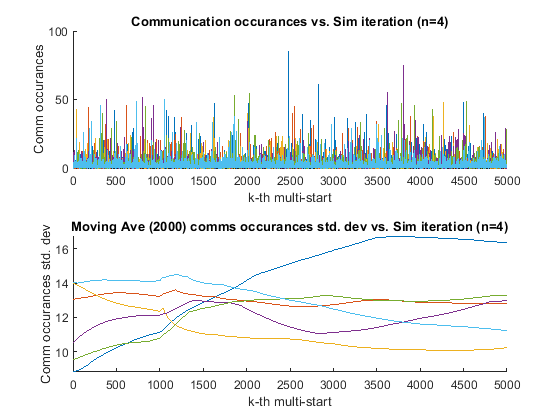 Communication occurances vs. Sim iteration (n=4)
100
50
0
Comm occurances
0 500 1000 1500 2000 2500 3000 3500 4000 4500 5000
k-th multi-start
Moving Ave (2000) comms occurances std. dev vs. Sim iteration (n=4)
16
14
12
10
Comm occurances std. dev
0 500 1000 1500 2000 2500 3000 3500 4000 4500 5000
k-th multi-start